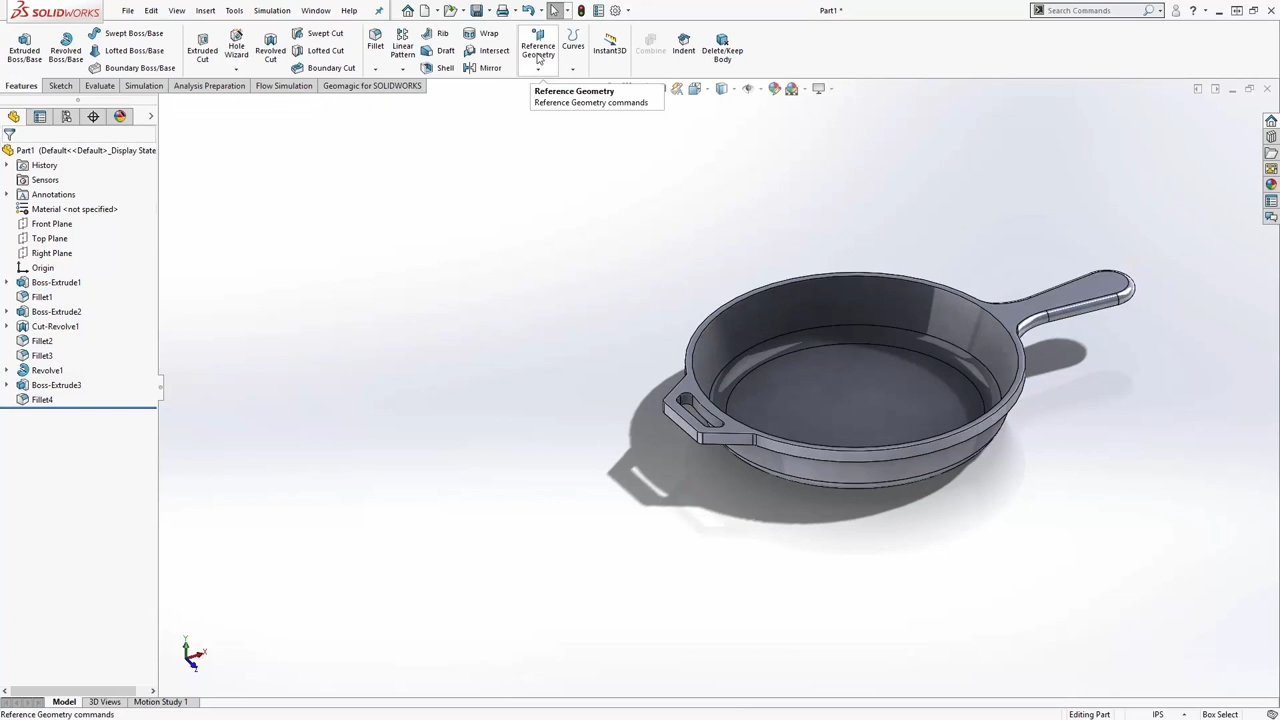 SOLIDWORKS File Edit View Insert Tools Simulation Window Help Part1 * Search Commands
Extruded Boss/Base
Revolved Boss/Base
Swept Boss/Base
Lofted Boss/Base
Boundary Boss/Base
Extruded Cut
Hole Wizard
Revolved Cut
Swept Cut
Lofted Cut
Boundary Cut
Fillet
Linear Pattern
Rib
Draft
Shell
Wrap
Intersect
Mirror
Reference Geometry
Curves
Instant3D
Combine
Indent
Delete/Keep Body
Features Sketch Evaluate Simulation Analysis Preparation Flow Simulation Geomagic for SOLIDWORKS
Reference Geometry
Reference Geometry commands
Part1 (Default<<Default>_Display State
History
Sensors
Annotations
Material <not specified>
Front Plane
Top Plane
Right Plane
Origin
Boss-Extrude1
Fillet1
Boss-Extrude2
Cut-Revolve1
Fillet2
Fillet3
Revolve1
Boss-Extrude3
Fillet4
Y
X
Z
Model 3D Views Motion Study 1
Reference Geometry commands Editing Part IPS Box Select